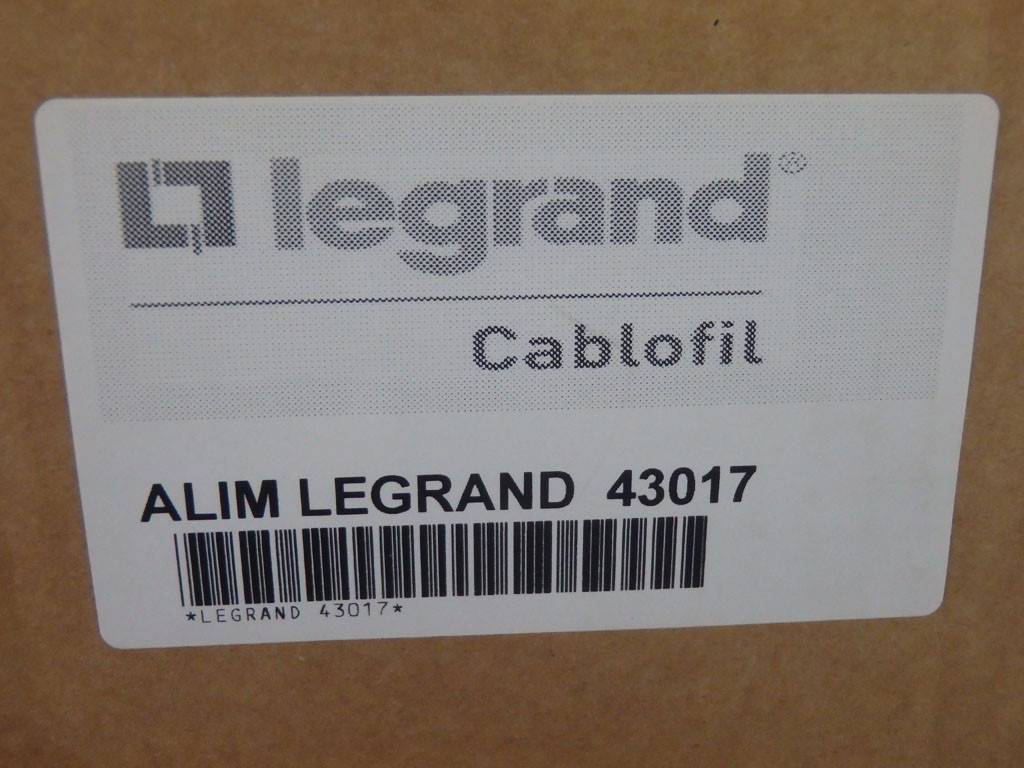 legrand®
Cablofil
ALIM LEGRAND 43017
*LEGRAND 43017*